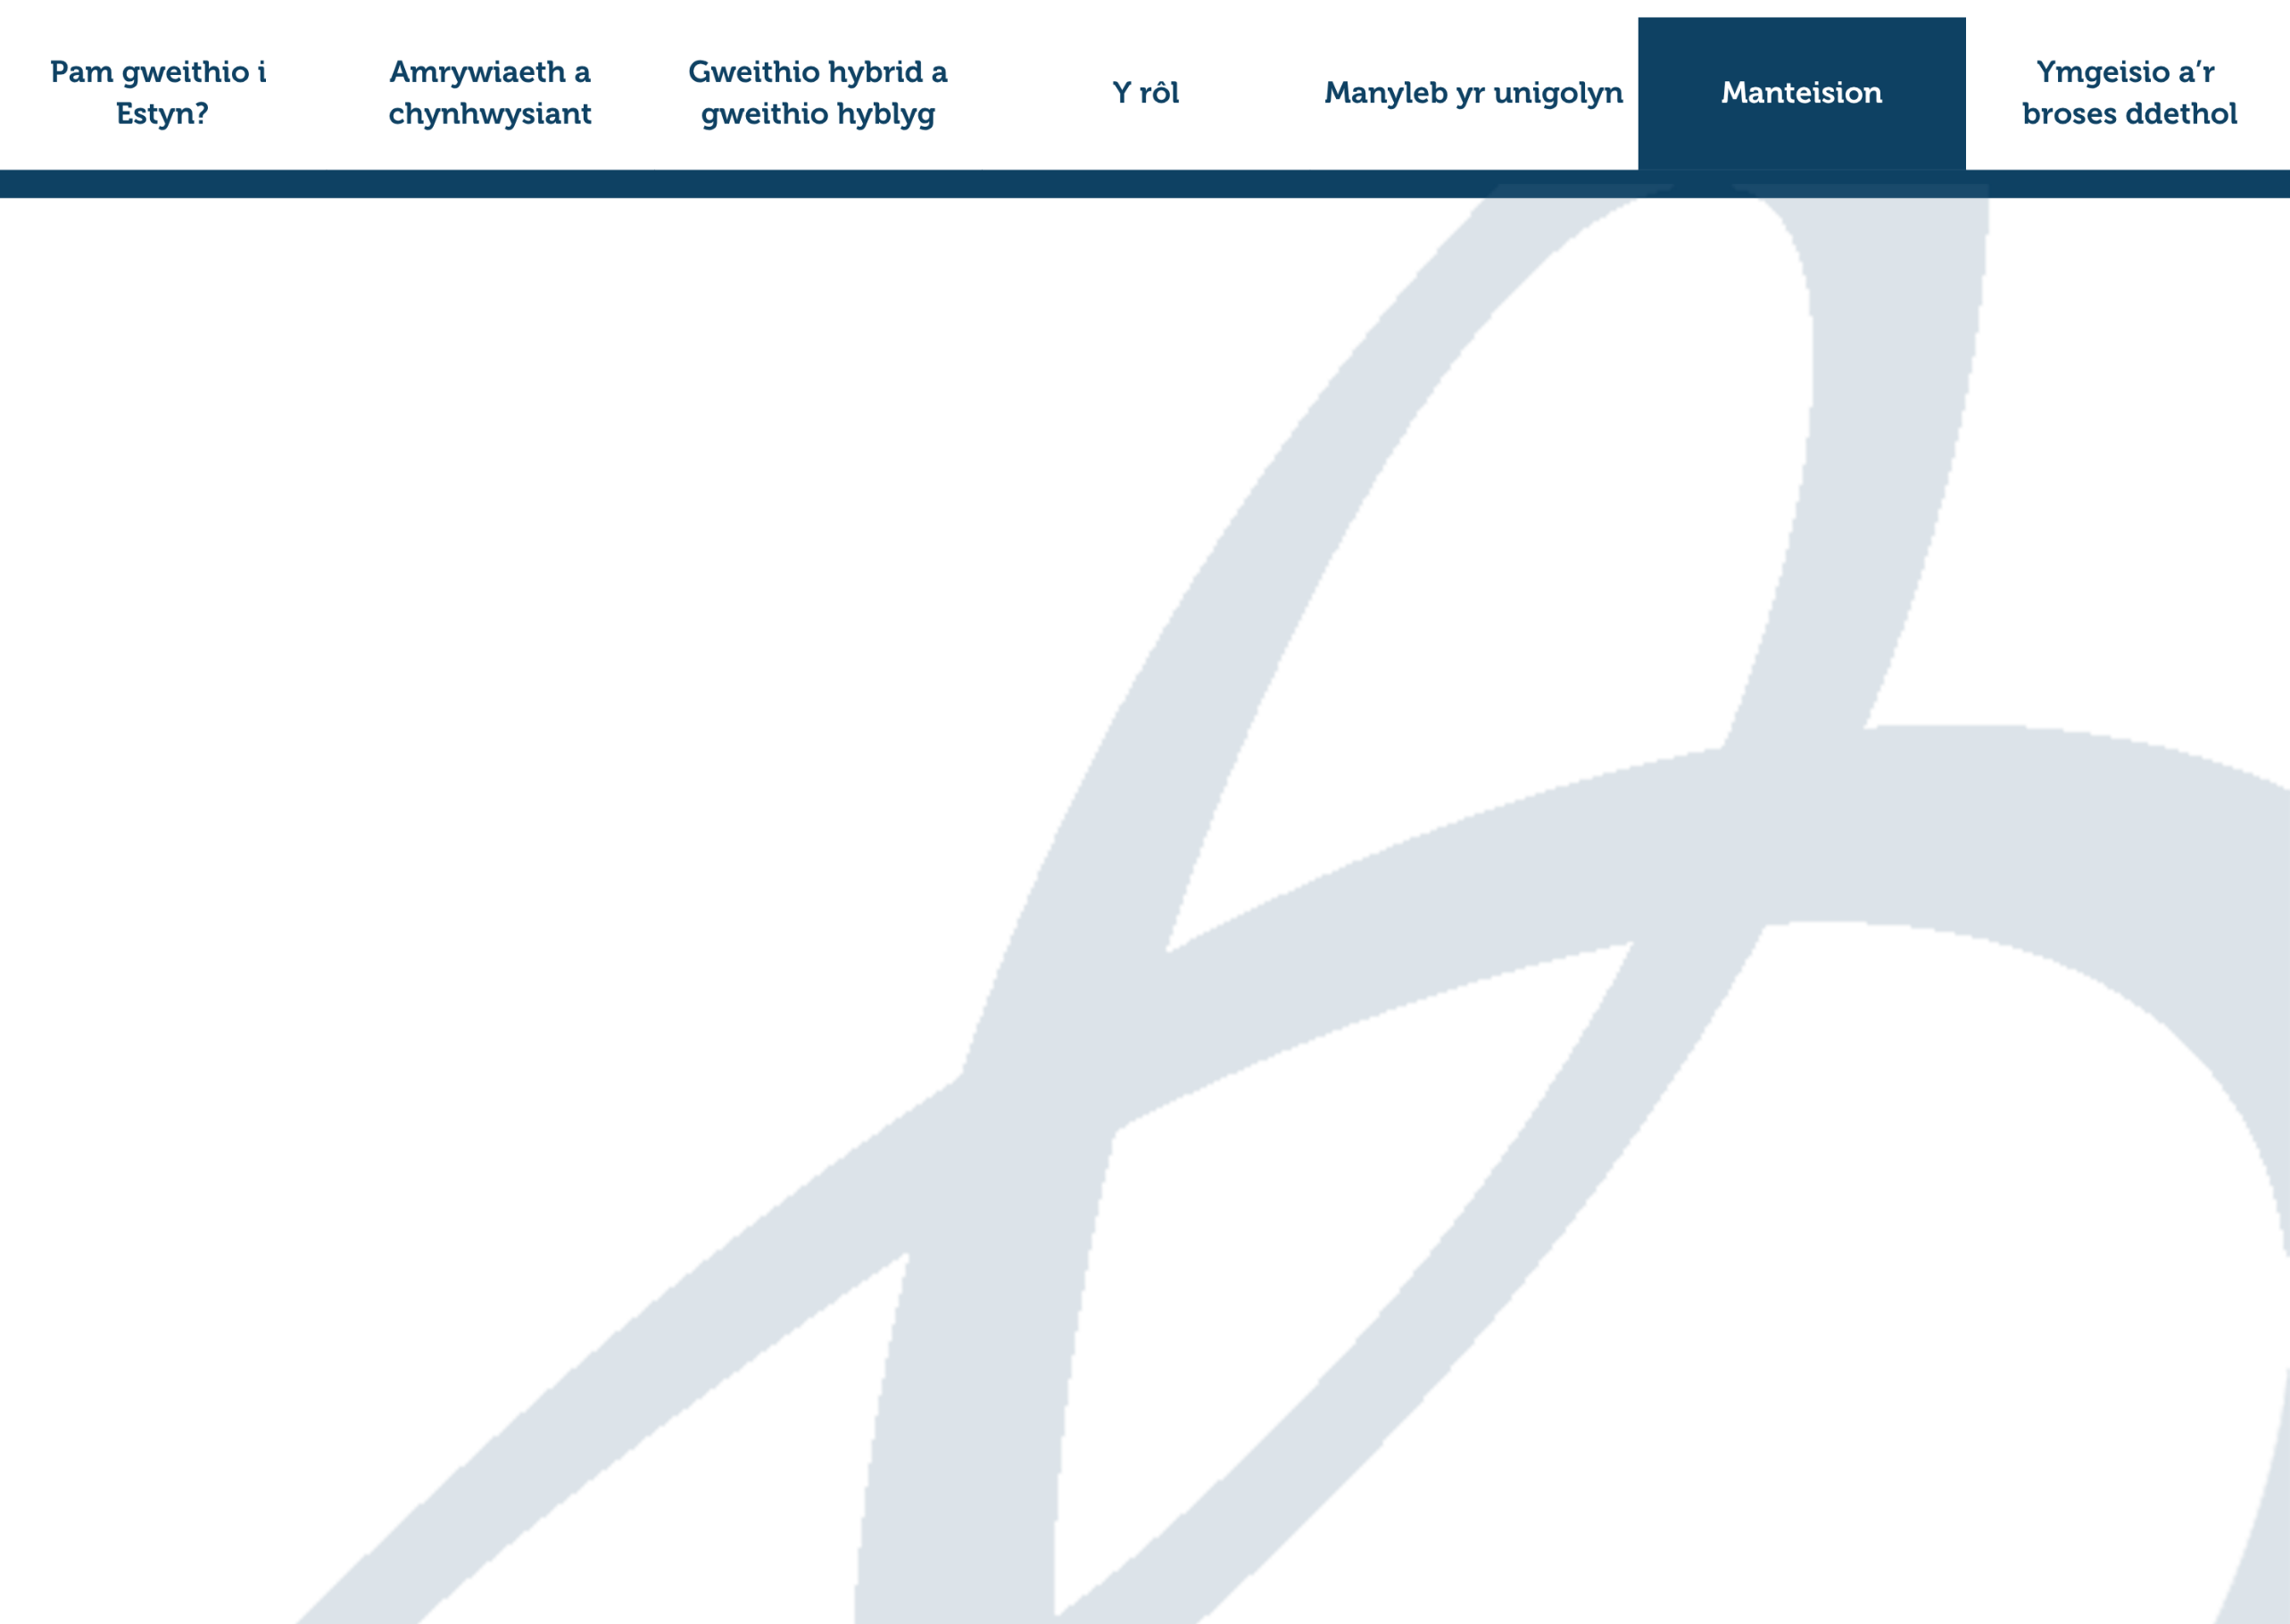 Pam gweithio i
Estyn?
Amrywiaeth a
chynhwysiant
Gweithio hybrid a
gweithio hyblyg
Y rôl
Manyleb yr unigolyn
Manteision
Ymgeisio a’r
broses ddethol